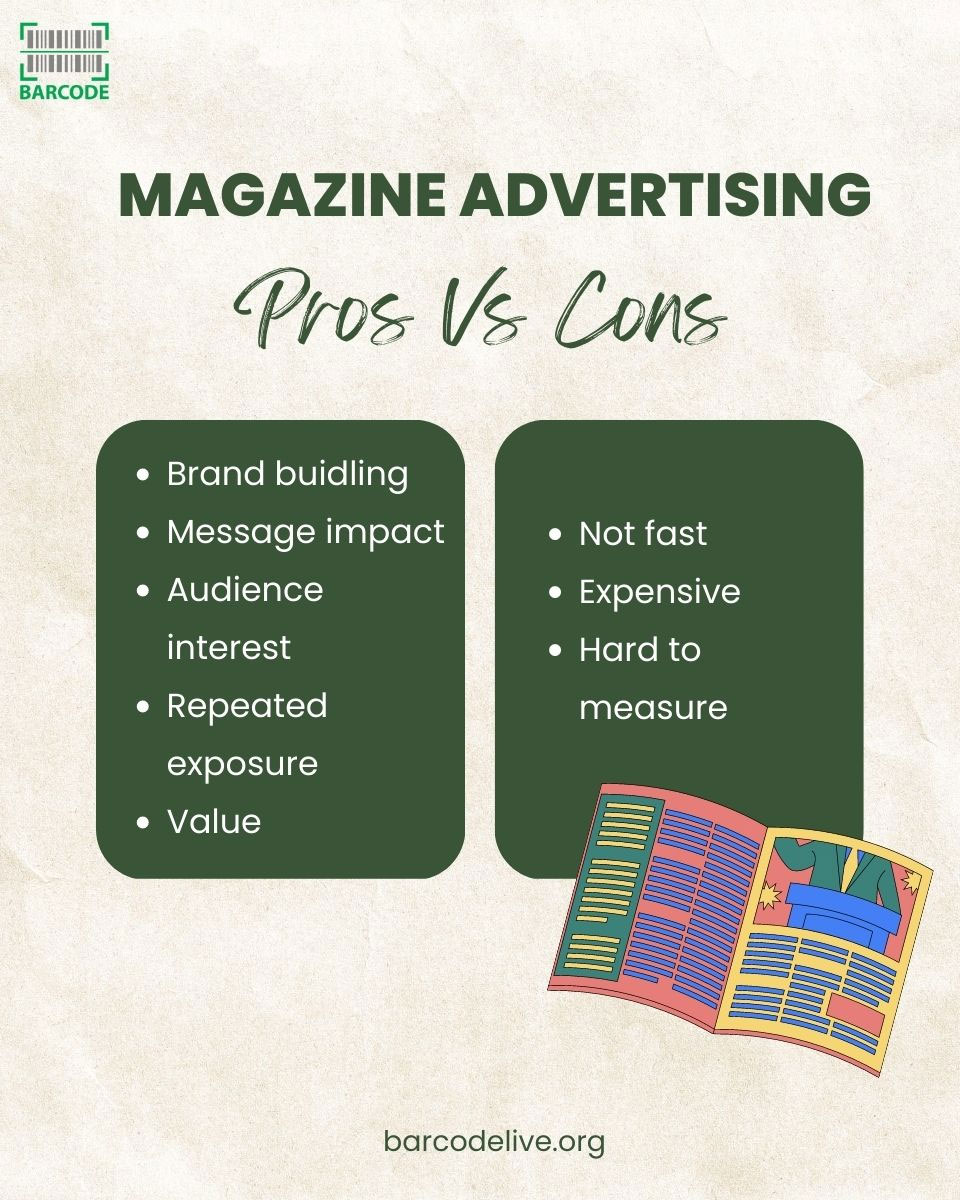 BARCODE
MAGAZINE ADVERTISING
Pros Vs Cons
• Brand buidling
• Message impact
• Audience
interest
• Repeated
exposure
• Value
• Not fast
• Expensive
• Hard to
measure
barcodelive.org